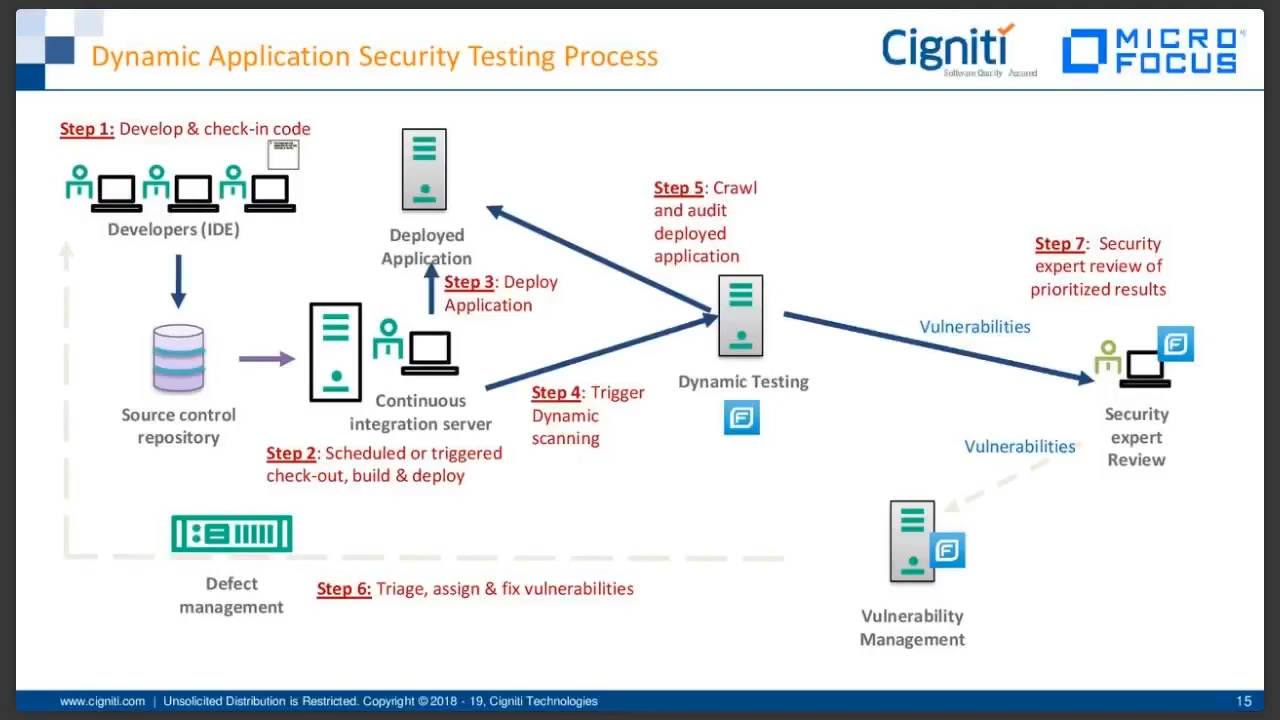 Dynamic Application Security Testing Process
Cigniti
Software Quality Assured
MICRO
FOCUS
Step 1: Develop & check-in code
Developers (IDE)
Deployed
Application
Step 3: Deploy
Application
Step 5: Crawl
and audit
deployed
application
Step 7: Security
expert review of
prioritized results
Vulnerabilities
Source control
repository
Continuous
integration server
Step 2: Scheduled or triggered
check-out, build & deploy
Step 4: Trigger
Dynamic
scanning
Dynamic Testing
Security
expert
Review
Vulnerabilities
Defect
management
Step 6: Triage, assign & fix vulnerabilities
Vulnerability
Management
www.cigniti.com | Unsolicited Distribution is Restricted. Copyright © 2018 - 19, Cigniti Technologies
15